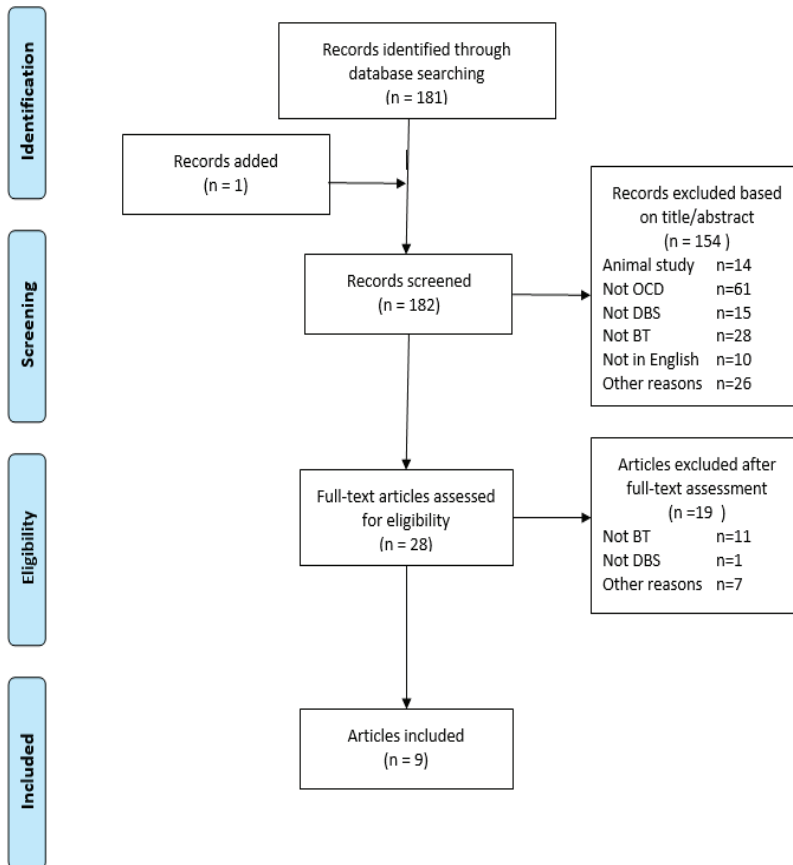 Identification
Records identified through
database searching
(n = 181)
Records added
(n = 1)
Screening
Records screened
(n = 182)
Records excluded based
on title/abstract
(n = 154 )
Animal study n=14
Not OCD n=61
Not DBS n=15
Not BT n=28
Not in English n=10
Other reasons n=26
Eligibility
Full-text articles assessed
for eligibility
(n = 28)
Articles excluded after
full-text assessment
(n =19 )
Not BT n=11
Not DBS n=1
Other reasons n=7
Included
Articles included
(n = 9)